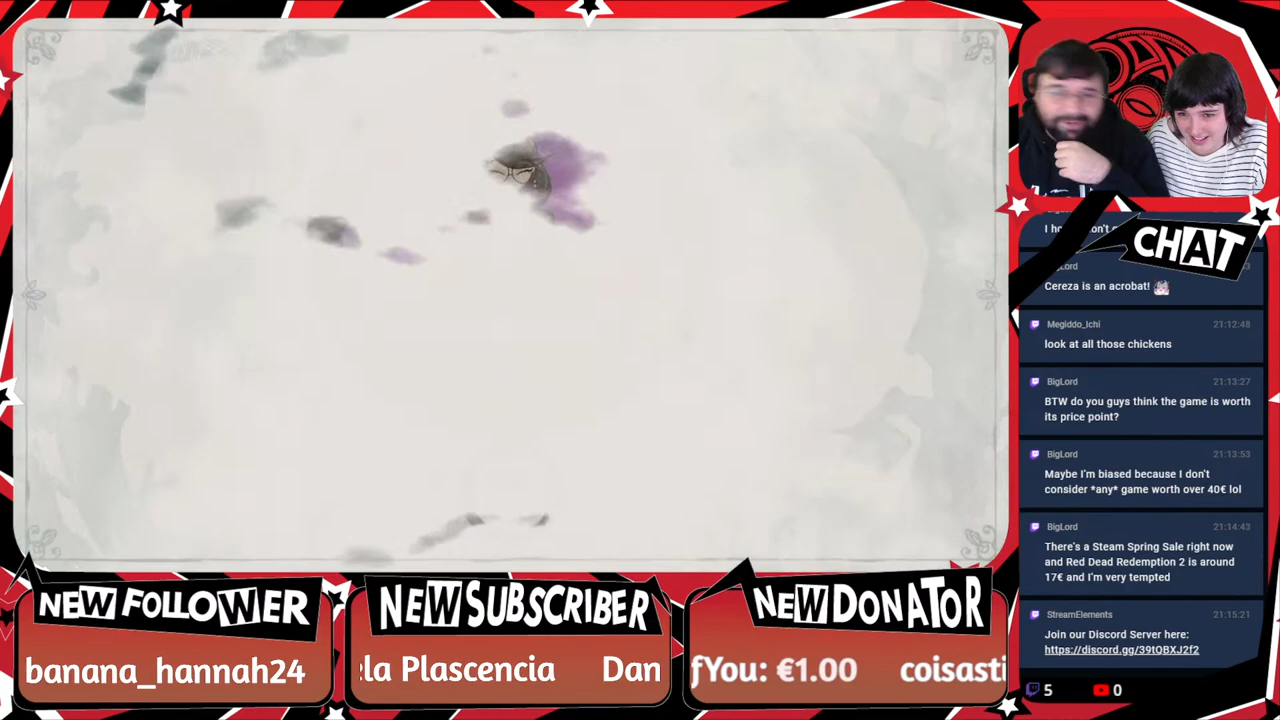 CHAT
Cereza is an acrobat!
Megiddo_Ichi 21:12:48
look at all those chickens
BigLord 21:13:27
BTW do you guys think the game is worth
its price point?
BigLord 21:13:53
Maybe I'm biased because I don't
consider *any* game worth over 40€ lol
BigLord 21:14:43
There's a Steam Spring Sale right now
and Red Dead Redemption 2 is around
17€ and I'm very tempted
StreamElements 21:15:21
Join our Discord Server here:
https://discord.gg/39tQBXJ2f2
5 0
NEW FOLLOWER
banana_hannah24
NEW SUBSCRIBER
la Plascencia Dan
NEW DONATOR
fYou: €1.00 coisasti